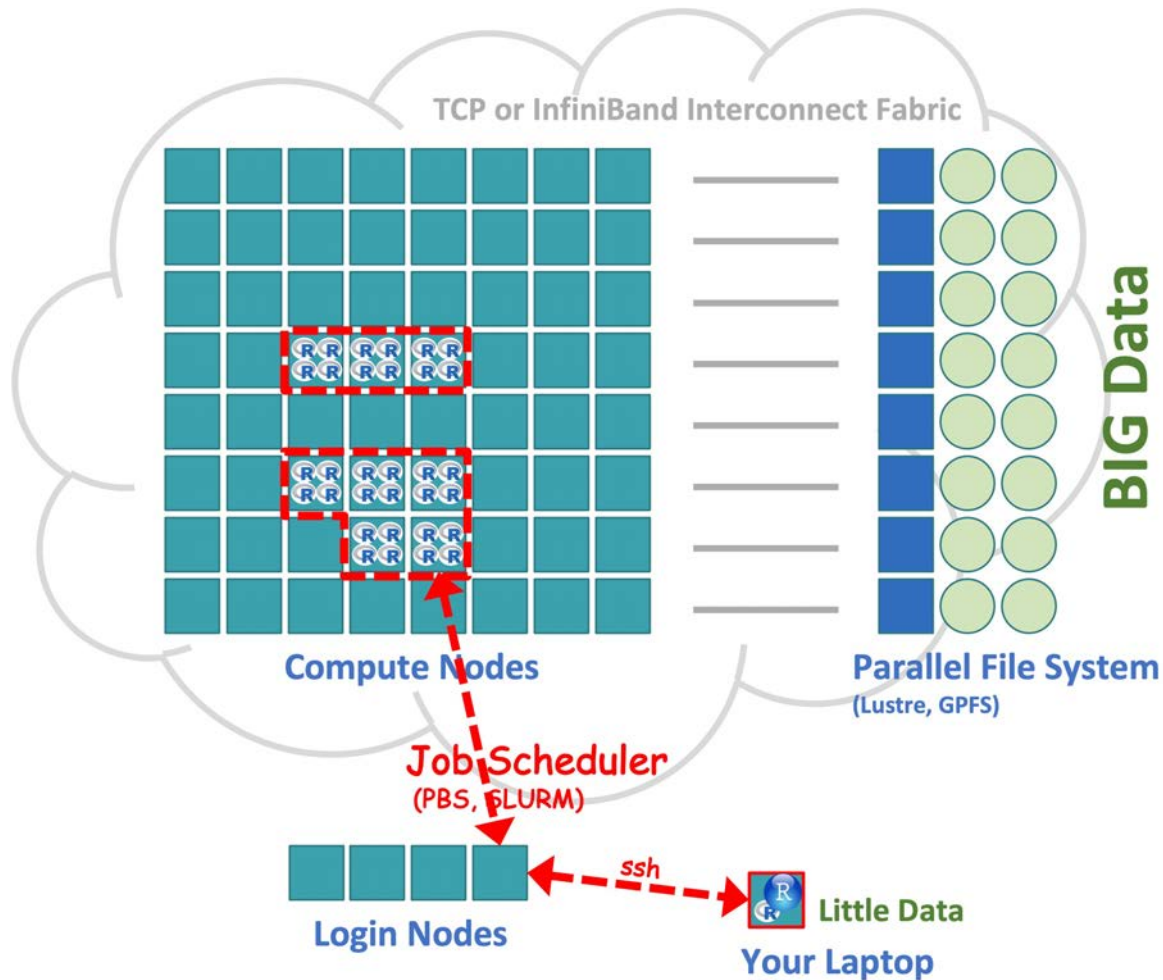 TCP or InfiniBand Interconnect Fabric
R R R R R R
R R R R R R
R R R R R R
R R R R R R
R R R R
R R R R
BIG Data
Compute Nodes
Parallel File System
(Lustre, GPFS)
Job Scheduler
(PBS, SLURM)
ssh
R
R
Little Data
Login Nodes
Your Laptop